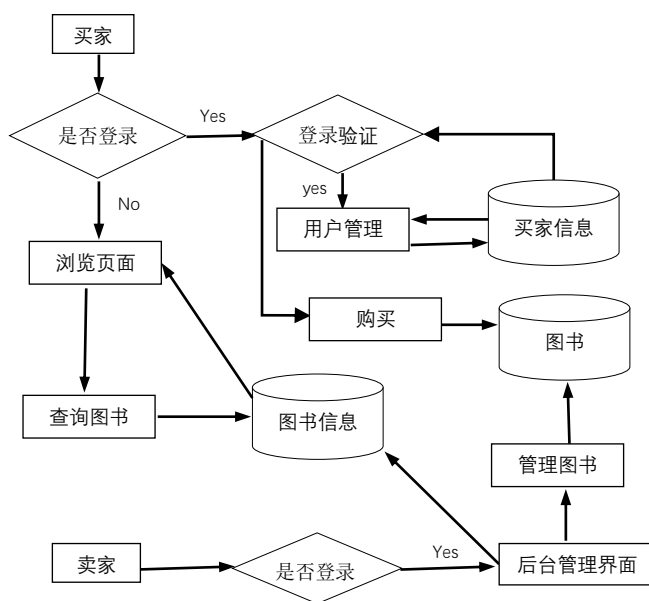 买家
是否登录
Yes
登录验证
No
yes
用户管理
买家信息
浏览页面
购买
图书
查询图书
图书信息
管理图书
卖家
是否登录
Yes
后台管理界面